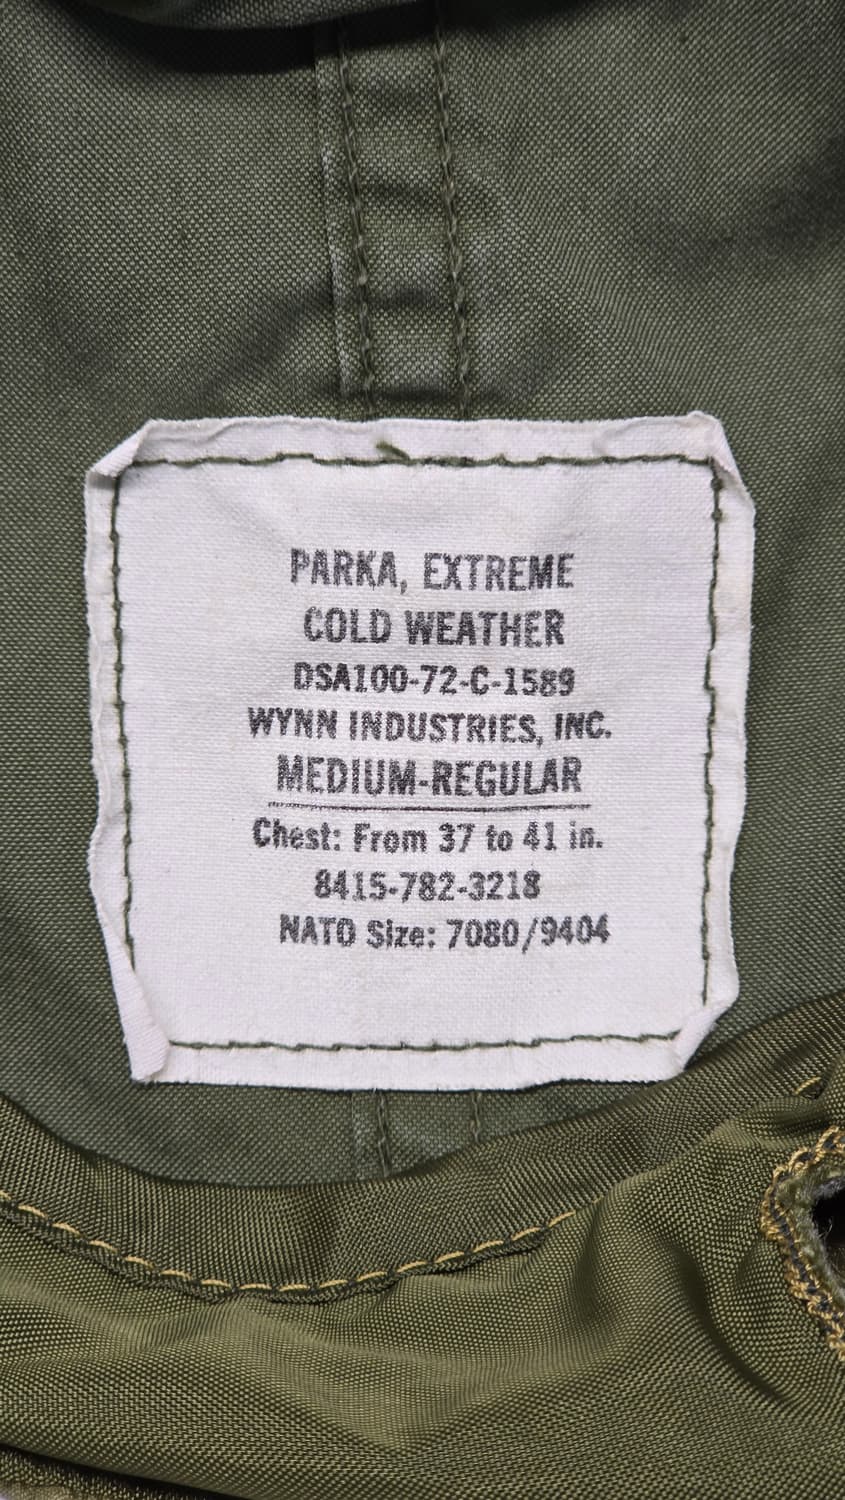 PARKA, EXTREME
COLD WEATHER
DSA100-72-C-1589
WYNN INDUSTRIES, INC.
MEDIUM-REGULAR
Chest: From 37 to 41 in.
8415-782-3218
NATO Size: 7080/9404